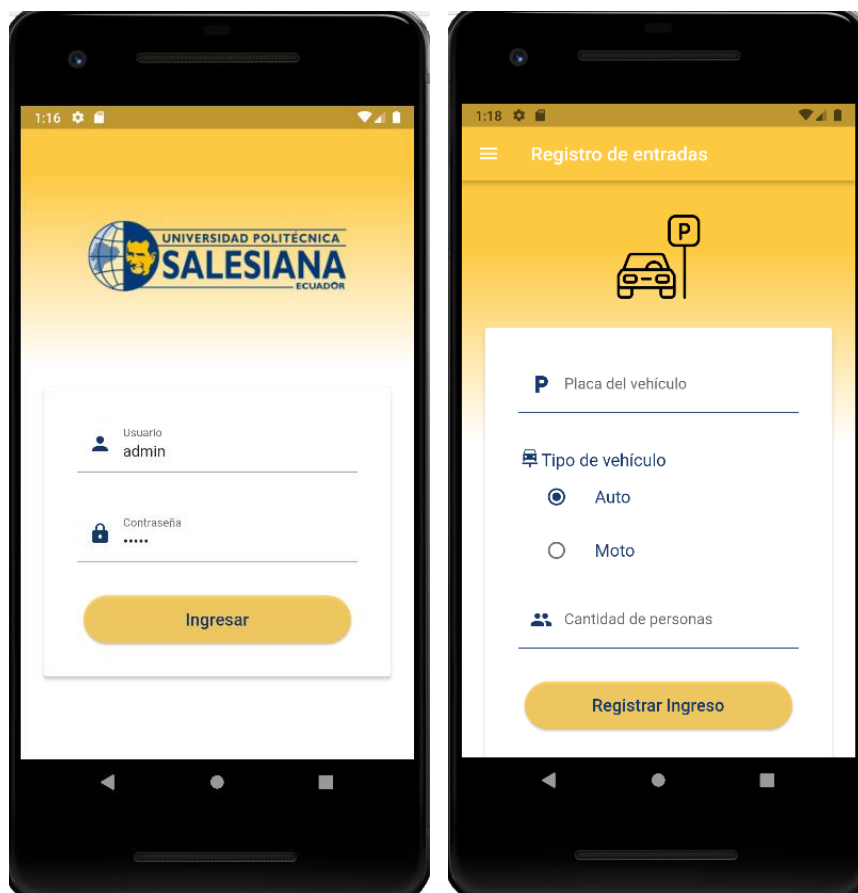 1:16
UNIVERSIDAD POLITÉCNICA
SALESIANA
ECUADOR
Usuario
admin
Contraseña
•••••
Ingresar
1:18
Registro de entradas
P
P Placa del vehículo
Tipo de vehículo
Auto
Moto
Cantidad de personas
Registrar Ingreso